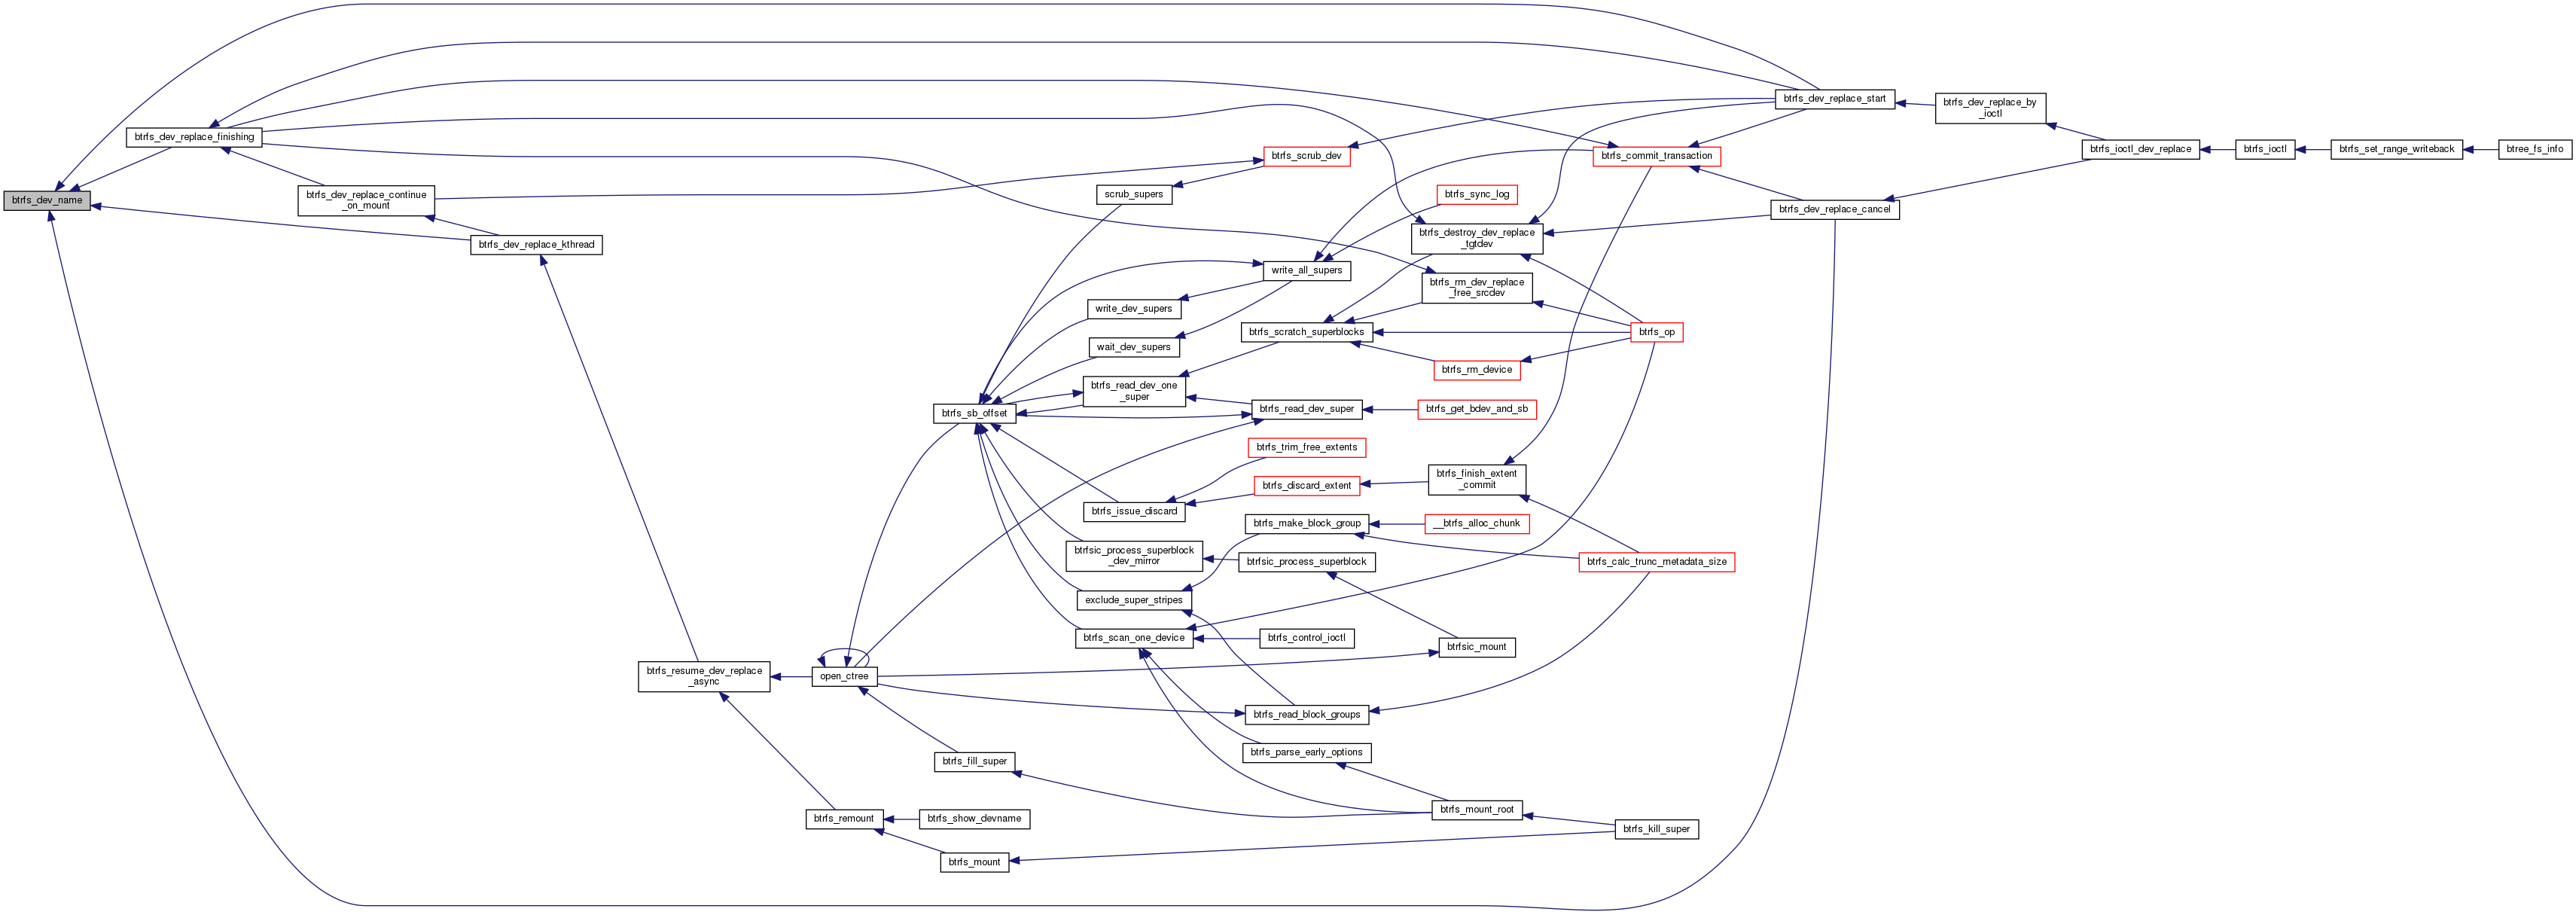 btrfs_dev_name
btrfs_dev_replace_finishing
btrfs_dev_replace_continue
_on_mount
btrfs_dev_replace_kthread
btrfs_resume_dev_replace
_async
open_ctree
btrfs_remount
btrfs_sb_offset
btrfs_fill_super
btrfs_show_devname
btrfs_mount
scrub_supers
write_dev_supers
wait_dev_supers
btrfs_read_dev_one
_super
btrfs_issue_discard
btrfsic_process_superblock
_dev_mirror
exclude_super_stripes
btrfs_scan_one_device
btrfs_scrub_dev
write_all_supers
btrfs_scratch_superblocks
btrfs_read_dev_super
btrfs_trim_free_extents
btrfs_discard_extent
btrfs_make_block_group
btrfsic_process_superblock
btrfs_control_ioctl
btrfs_read_block_groups
btrfs_parse_early_options
btrfs_sync_log
btrfs_destroy_dev_replace
_tgtdev
btrfs_rm_dev_replace
_free_srcdev
btrfs_rm_device
btrfs_get_bdev_and_sb
btrfs_finish_extent
_commit
__btrfs_alloc_chunk
btrfsic_mount
btrfs_mount_root
btrfs_commit_transaction
btrfs_op
btrfs_calc_trunc_metadata_size
btrfs_kill_super
btrfs_dev_replace_start
btrfs_dev_replace_cancel
btrfs_dev_replace_by
_ioctl
btrfs_ioctl_dev_replace
btrfs_ioctl
btrfs_set_range_writeback
btree_fs_info